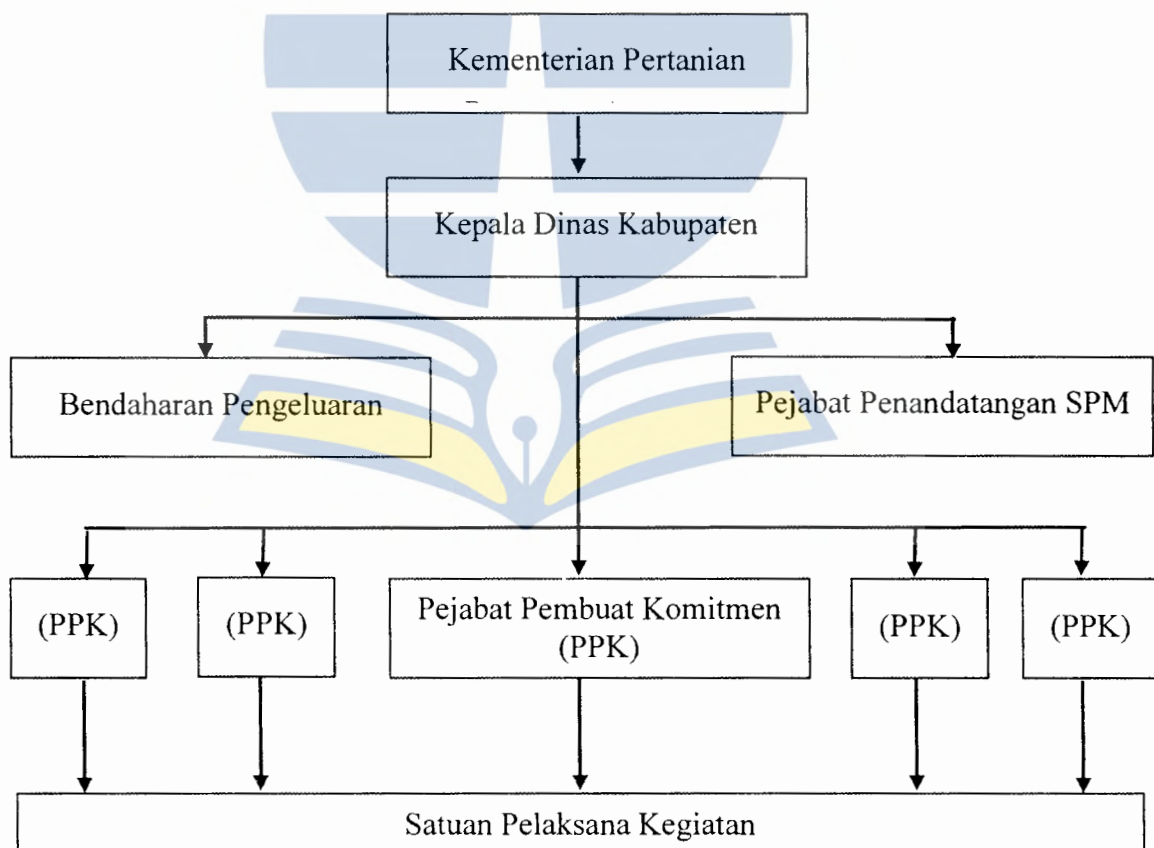 Kementerian Pertanian
Kepala Dinas Kabupaten
Bendaharan Pengeluaran
Pejabat Penandatangan SPM
(PPK)
(PPK)
Pejabat Pembuat Komitmen
(PPK)
(PPK)
(PPK)
Satuan Pelaksana Kegiatan